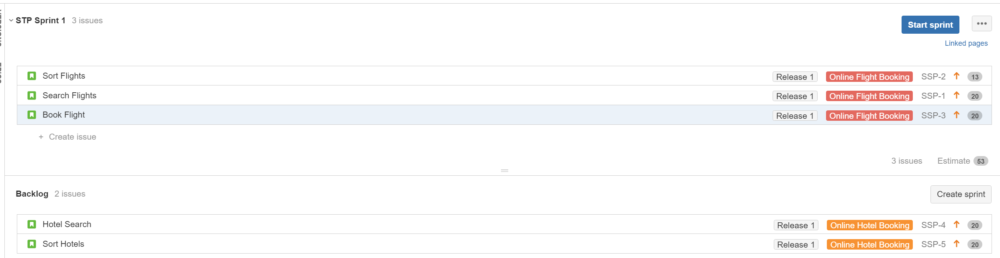 STP Sprint 1 3 issues
Start sprint
Linked pages
Sort Flights Release 1 Online Flight Booking SSP-2 13
Search Flights Release 1 Online Flight Booking SSP-1 20
Book Flight Release 1 Online Flight Booking SSP-3 20
+ Create issue
3 issues Estimate 53
Backlog 2 issues
Create sprint
Hotel Search Release 1 Online Hotel Booking SSP-4 20
Sort Hotels Release 1 Online Hotel Booking SSP-5 20